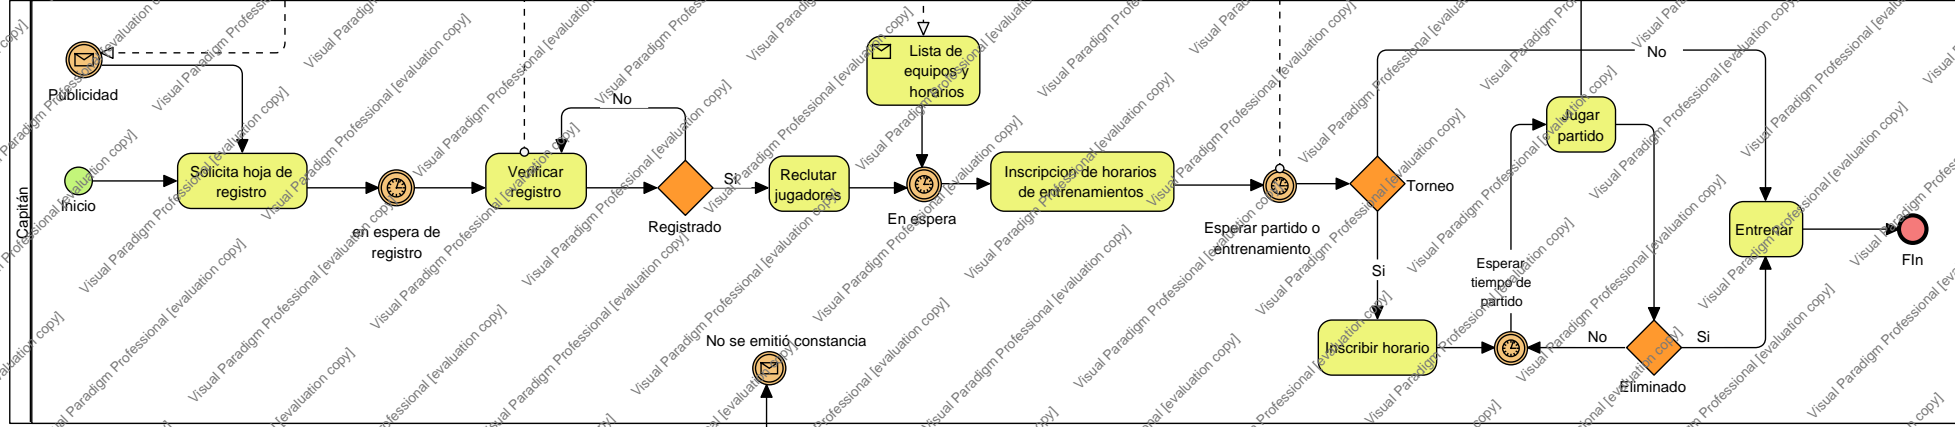 Capitán
Publicidad
Inicio
Solicita hoja de
registro
en espera de
registro
Verificar
registro
No
Registrado
Si
Reclutar
jugadores
Lista de
equipos y
horarios
En espera
Inscripcion de horarios
de entrenamientos
Esperar partido o
entrenamiento
Torneo
No
Si
Inscribir horario
Esperar
tiempo de
partido
Jugar
partido
No
Si
Eliminado
Entrenar
FIn
No se emitió constancia
Visual Paradigm Professional [evaluation copy]